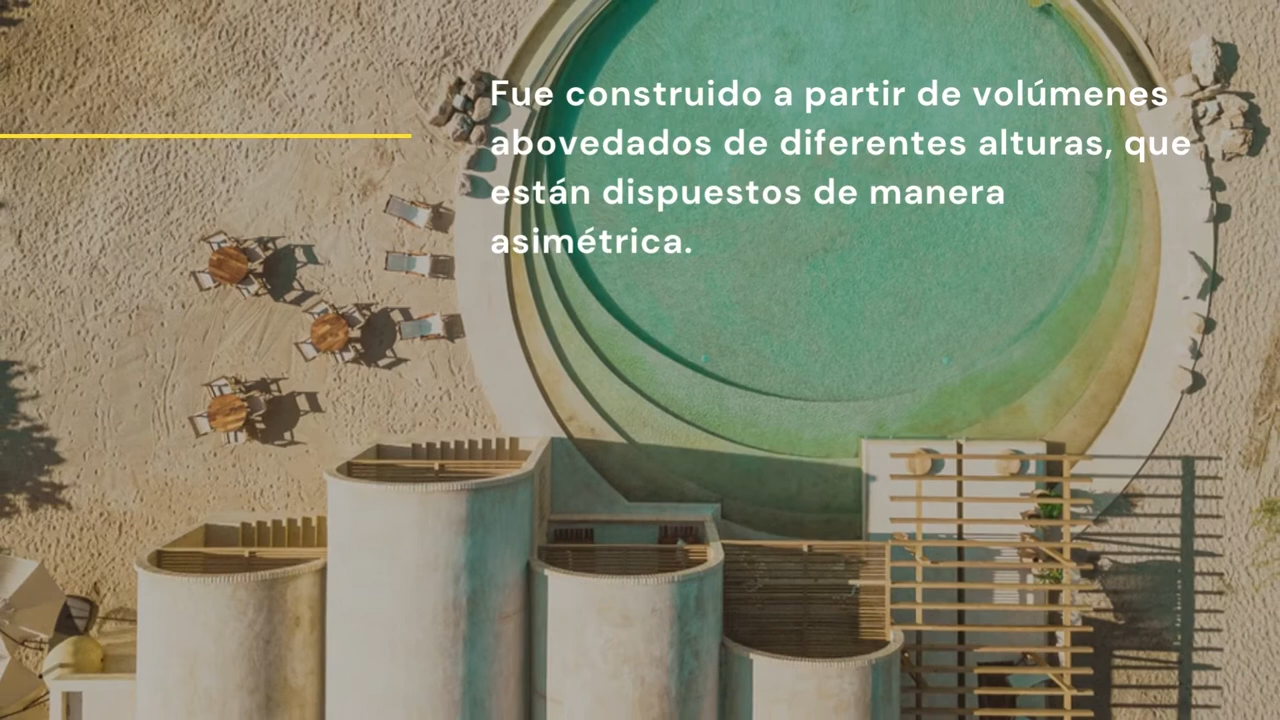 Fue construido a partir de volúmenes
abovedados de diferentes alturas, que
están dispuestos de manera
asimétrica.